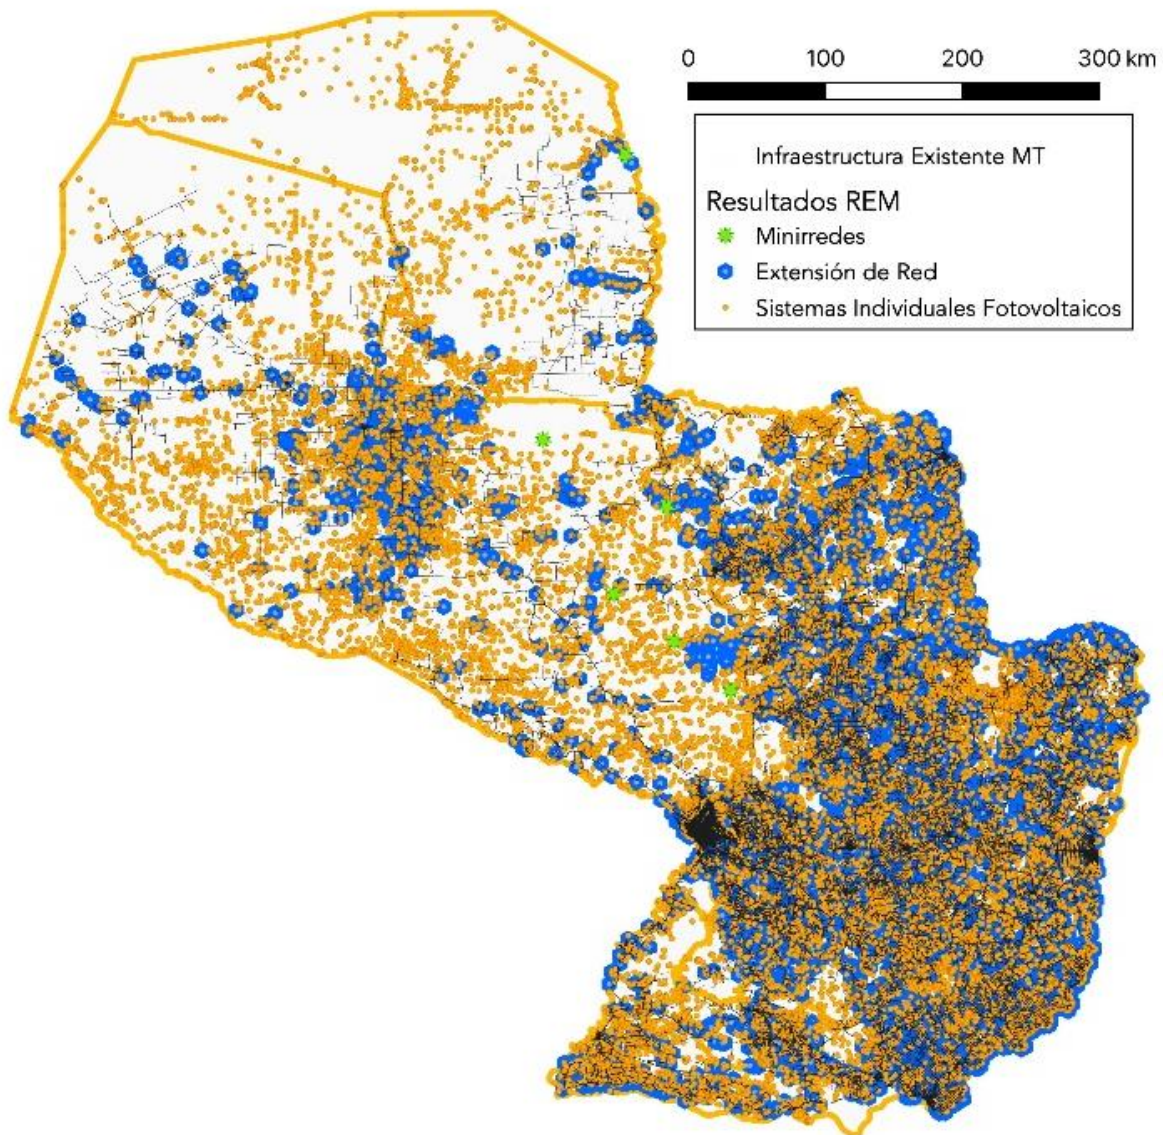 0 100 200 300 km
Infraestructura Existente MT
Resultados REM
Minirredes
Extensión de Red
Sistemas Individuales Fotovoltaicos